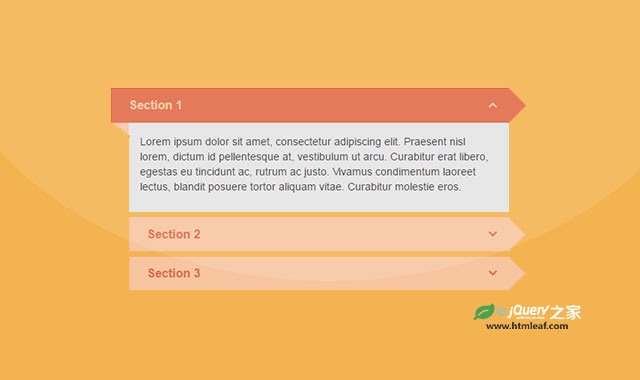 Section 1
Lorem ipsum dolor sit amet, consectetur adipiscing elit. Praesent nisl
lorem, dictum id pellentesque at, vestibulum ut arcu. Curabitur erat libero,
egestas eu tincidunt ac, rutrum ac justo. Vivamus condimentum laoreet
lectus, blandit posuere tortor aliquam vitae. Curabitur molestie eros.
Section 2
Section 3
jQuery之家
www.htmleaf.com